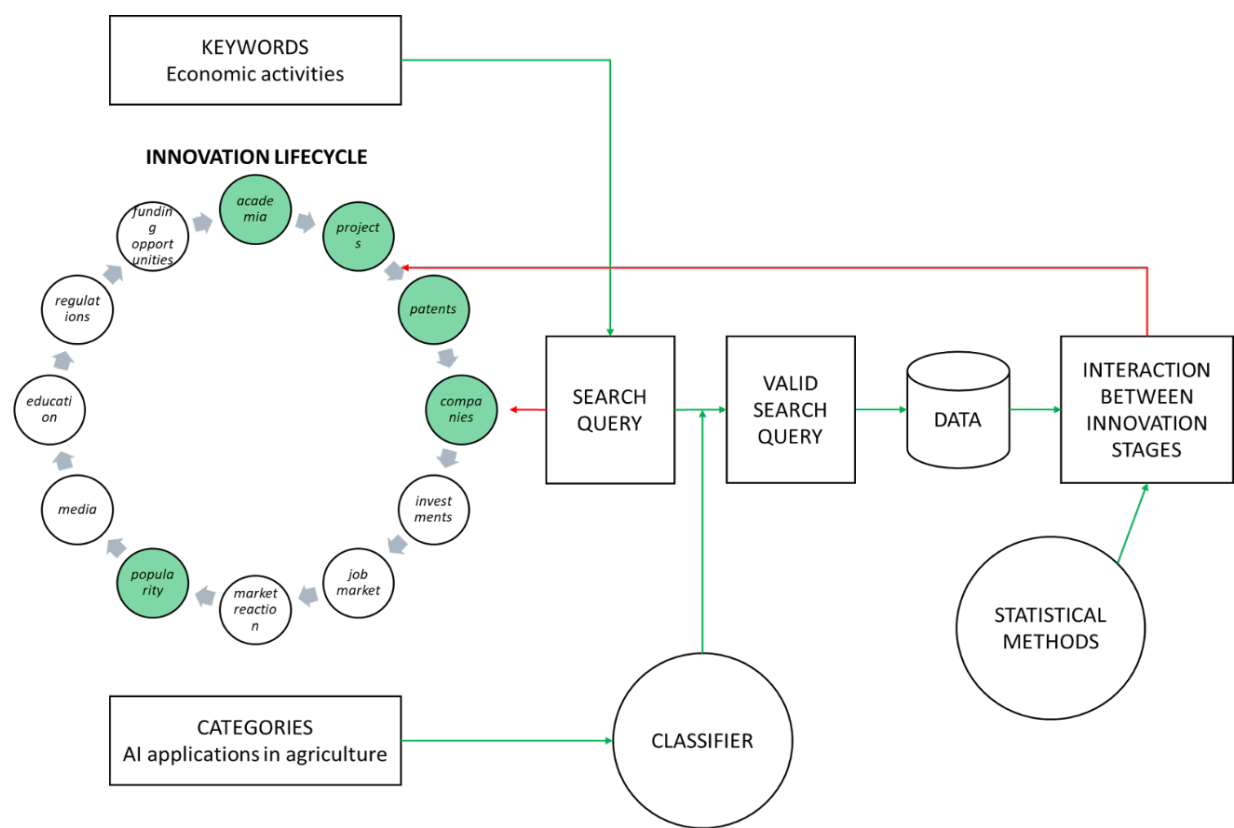 KEYWORDS
Economic activities
INNOVATION LIFECYCLE
acade
mia
project
s
patents
compa
nies
invest
ments
job
market
market
reactio
n
popula
rity
media
educati
on
regulat
ions
fundin
g
opport
unities
SEARCH
QUERY
VALID
SEARCH
QUERY
DATA
INTERACTION
BETWEEN
INNOVATION
STAGES
STATISTICAL
METHODS
CLASSIFIER
CATEGORIES
AI applications in agriculture